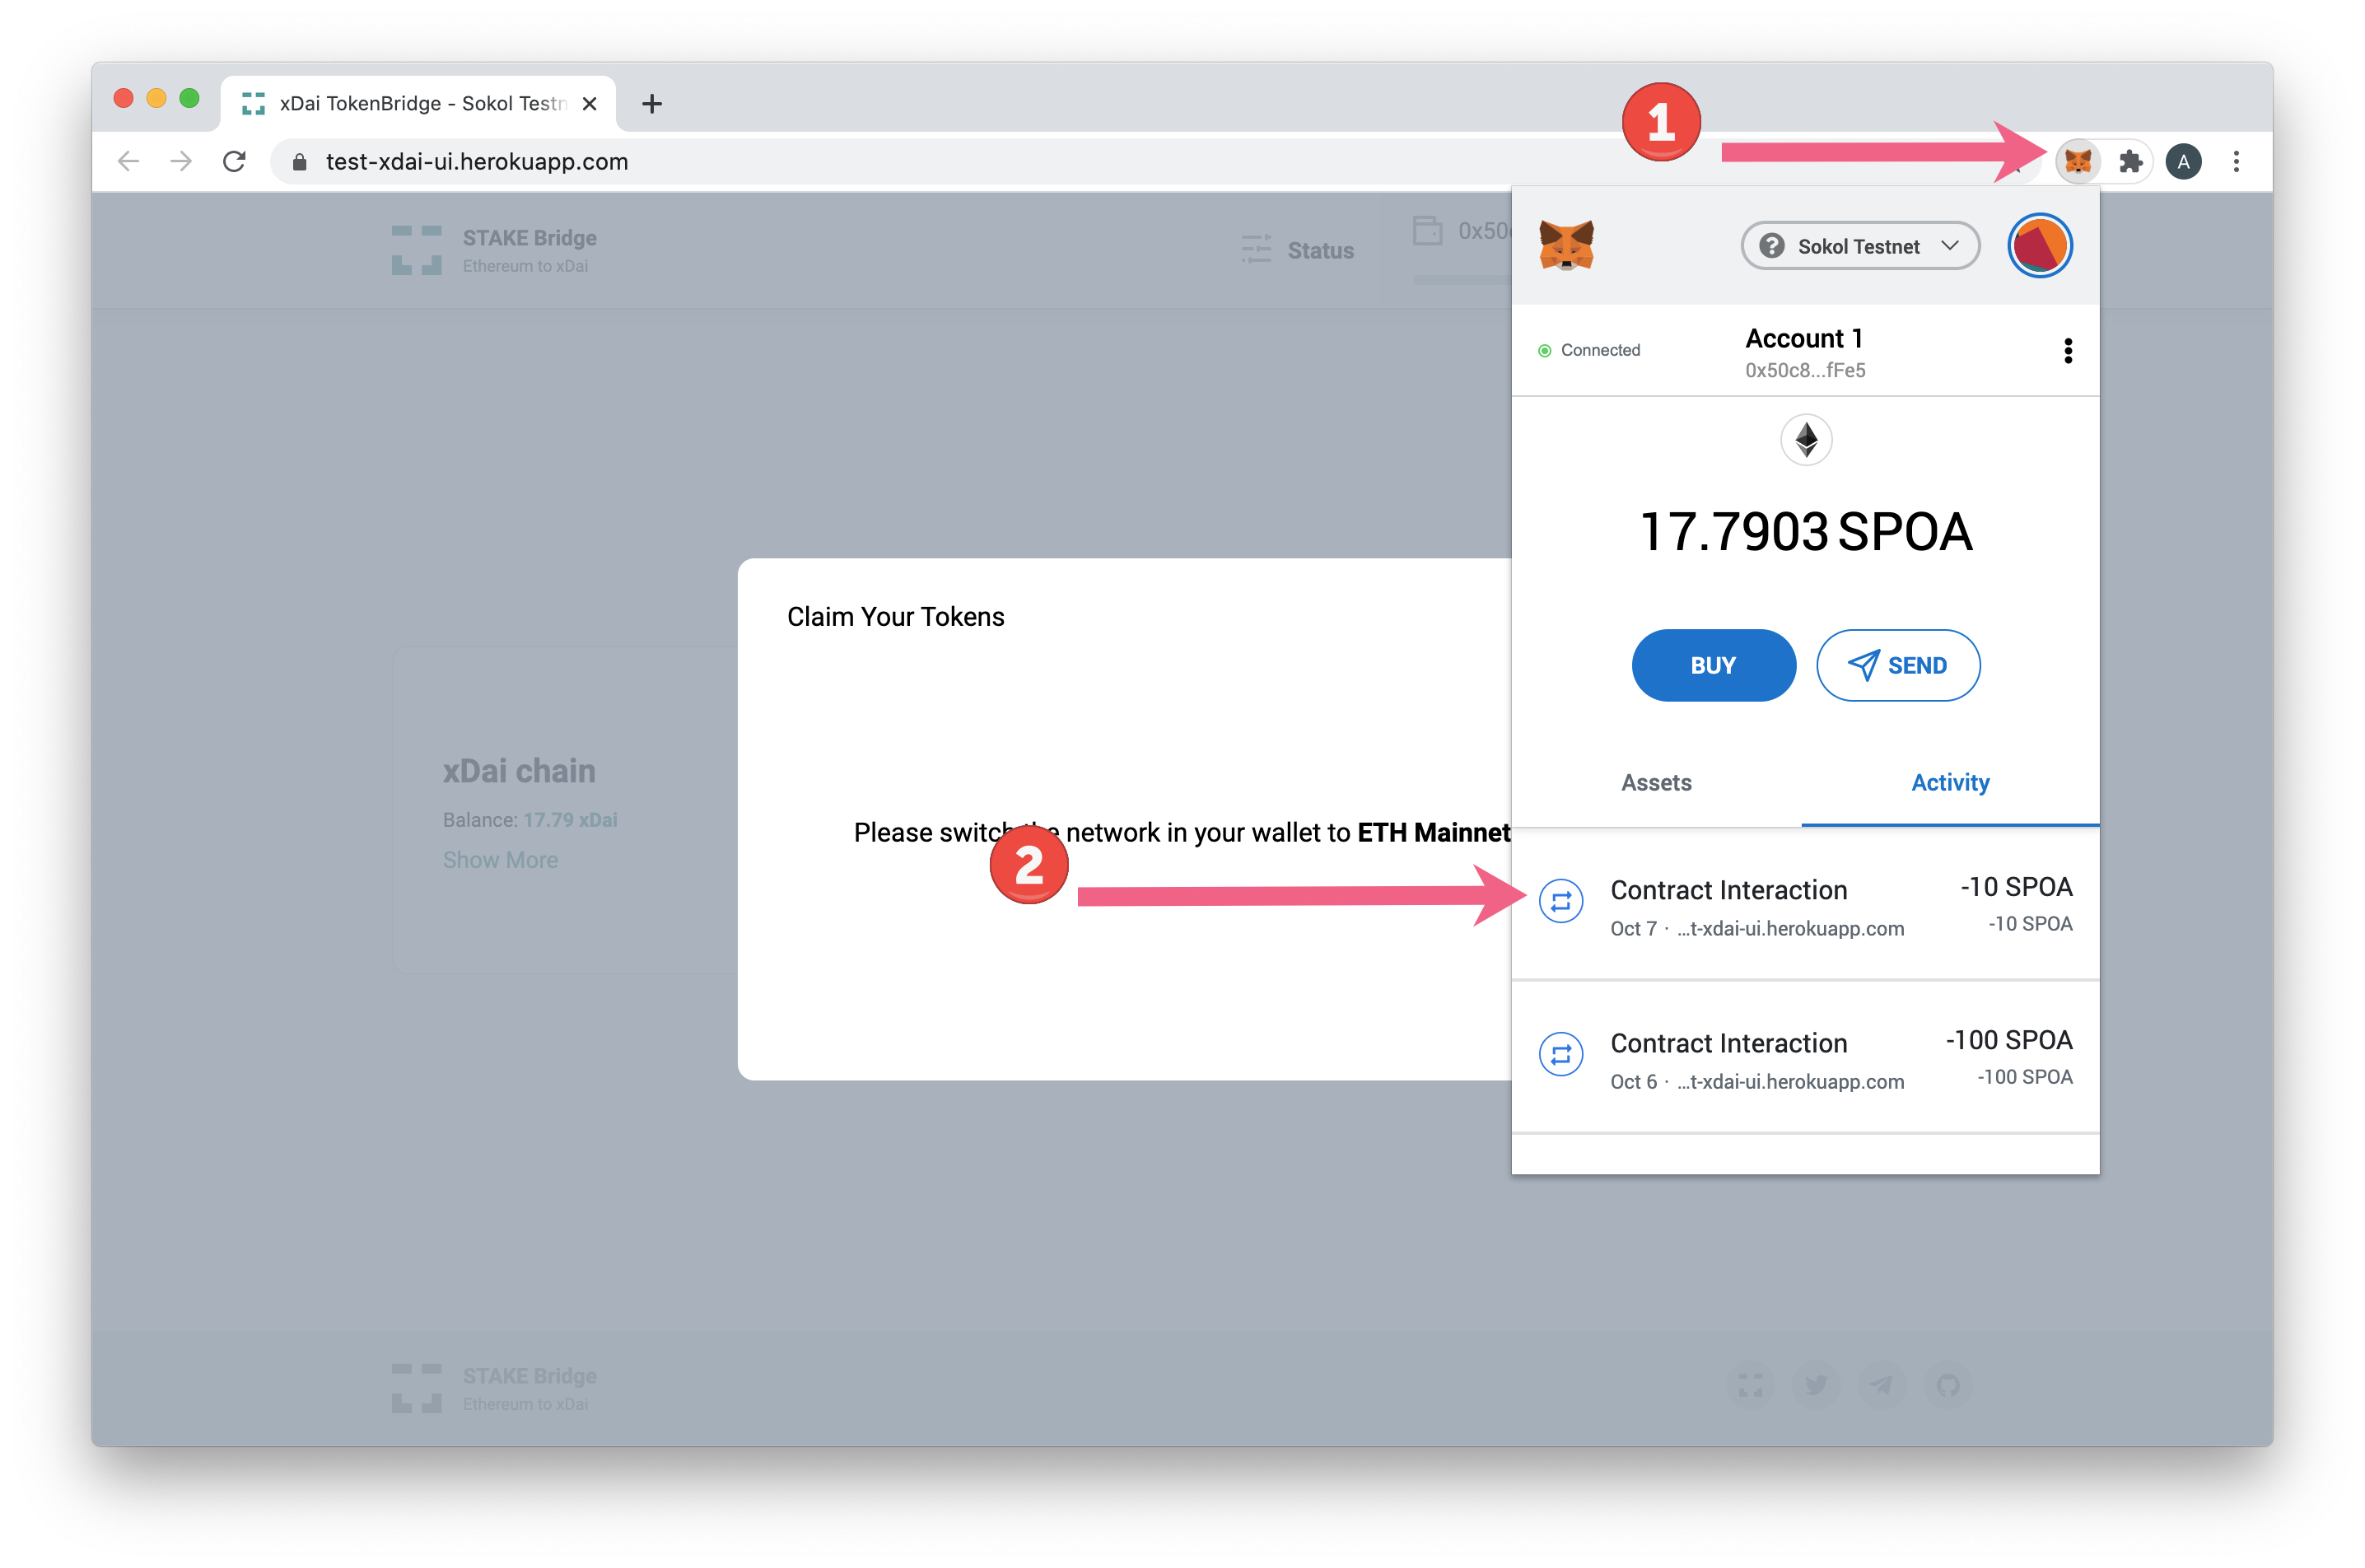 xDai TokenBridge - Sokol Testn
1
test-xdai-ui.herokuapp.com
A
STAKE Bridge
Ethereum to xDai
Status
0x50
Sokol Testnet
Connected
Account 1
0x50c8...fFe5
17.7903 SPOA
Claim Your Tokens
BUY
SEND
xDai chain
Balance: 17.79 xDai
Show More
Assets
Activity
Please switch the network in your wallet to ETH Mainnet
2
Contract Interaction
-10 SPOA
Oct 7 · ...t-xdai-ui.herokuapp.com
-10 SPOA
Contract Interaction
-100 SPOA
Oct 6 · ...t-xdai-ui.herokuapp.com
-100 SPOA
STAKE Bridge
Ethereum to xDai